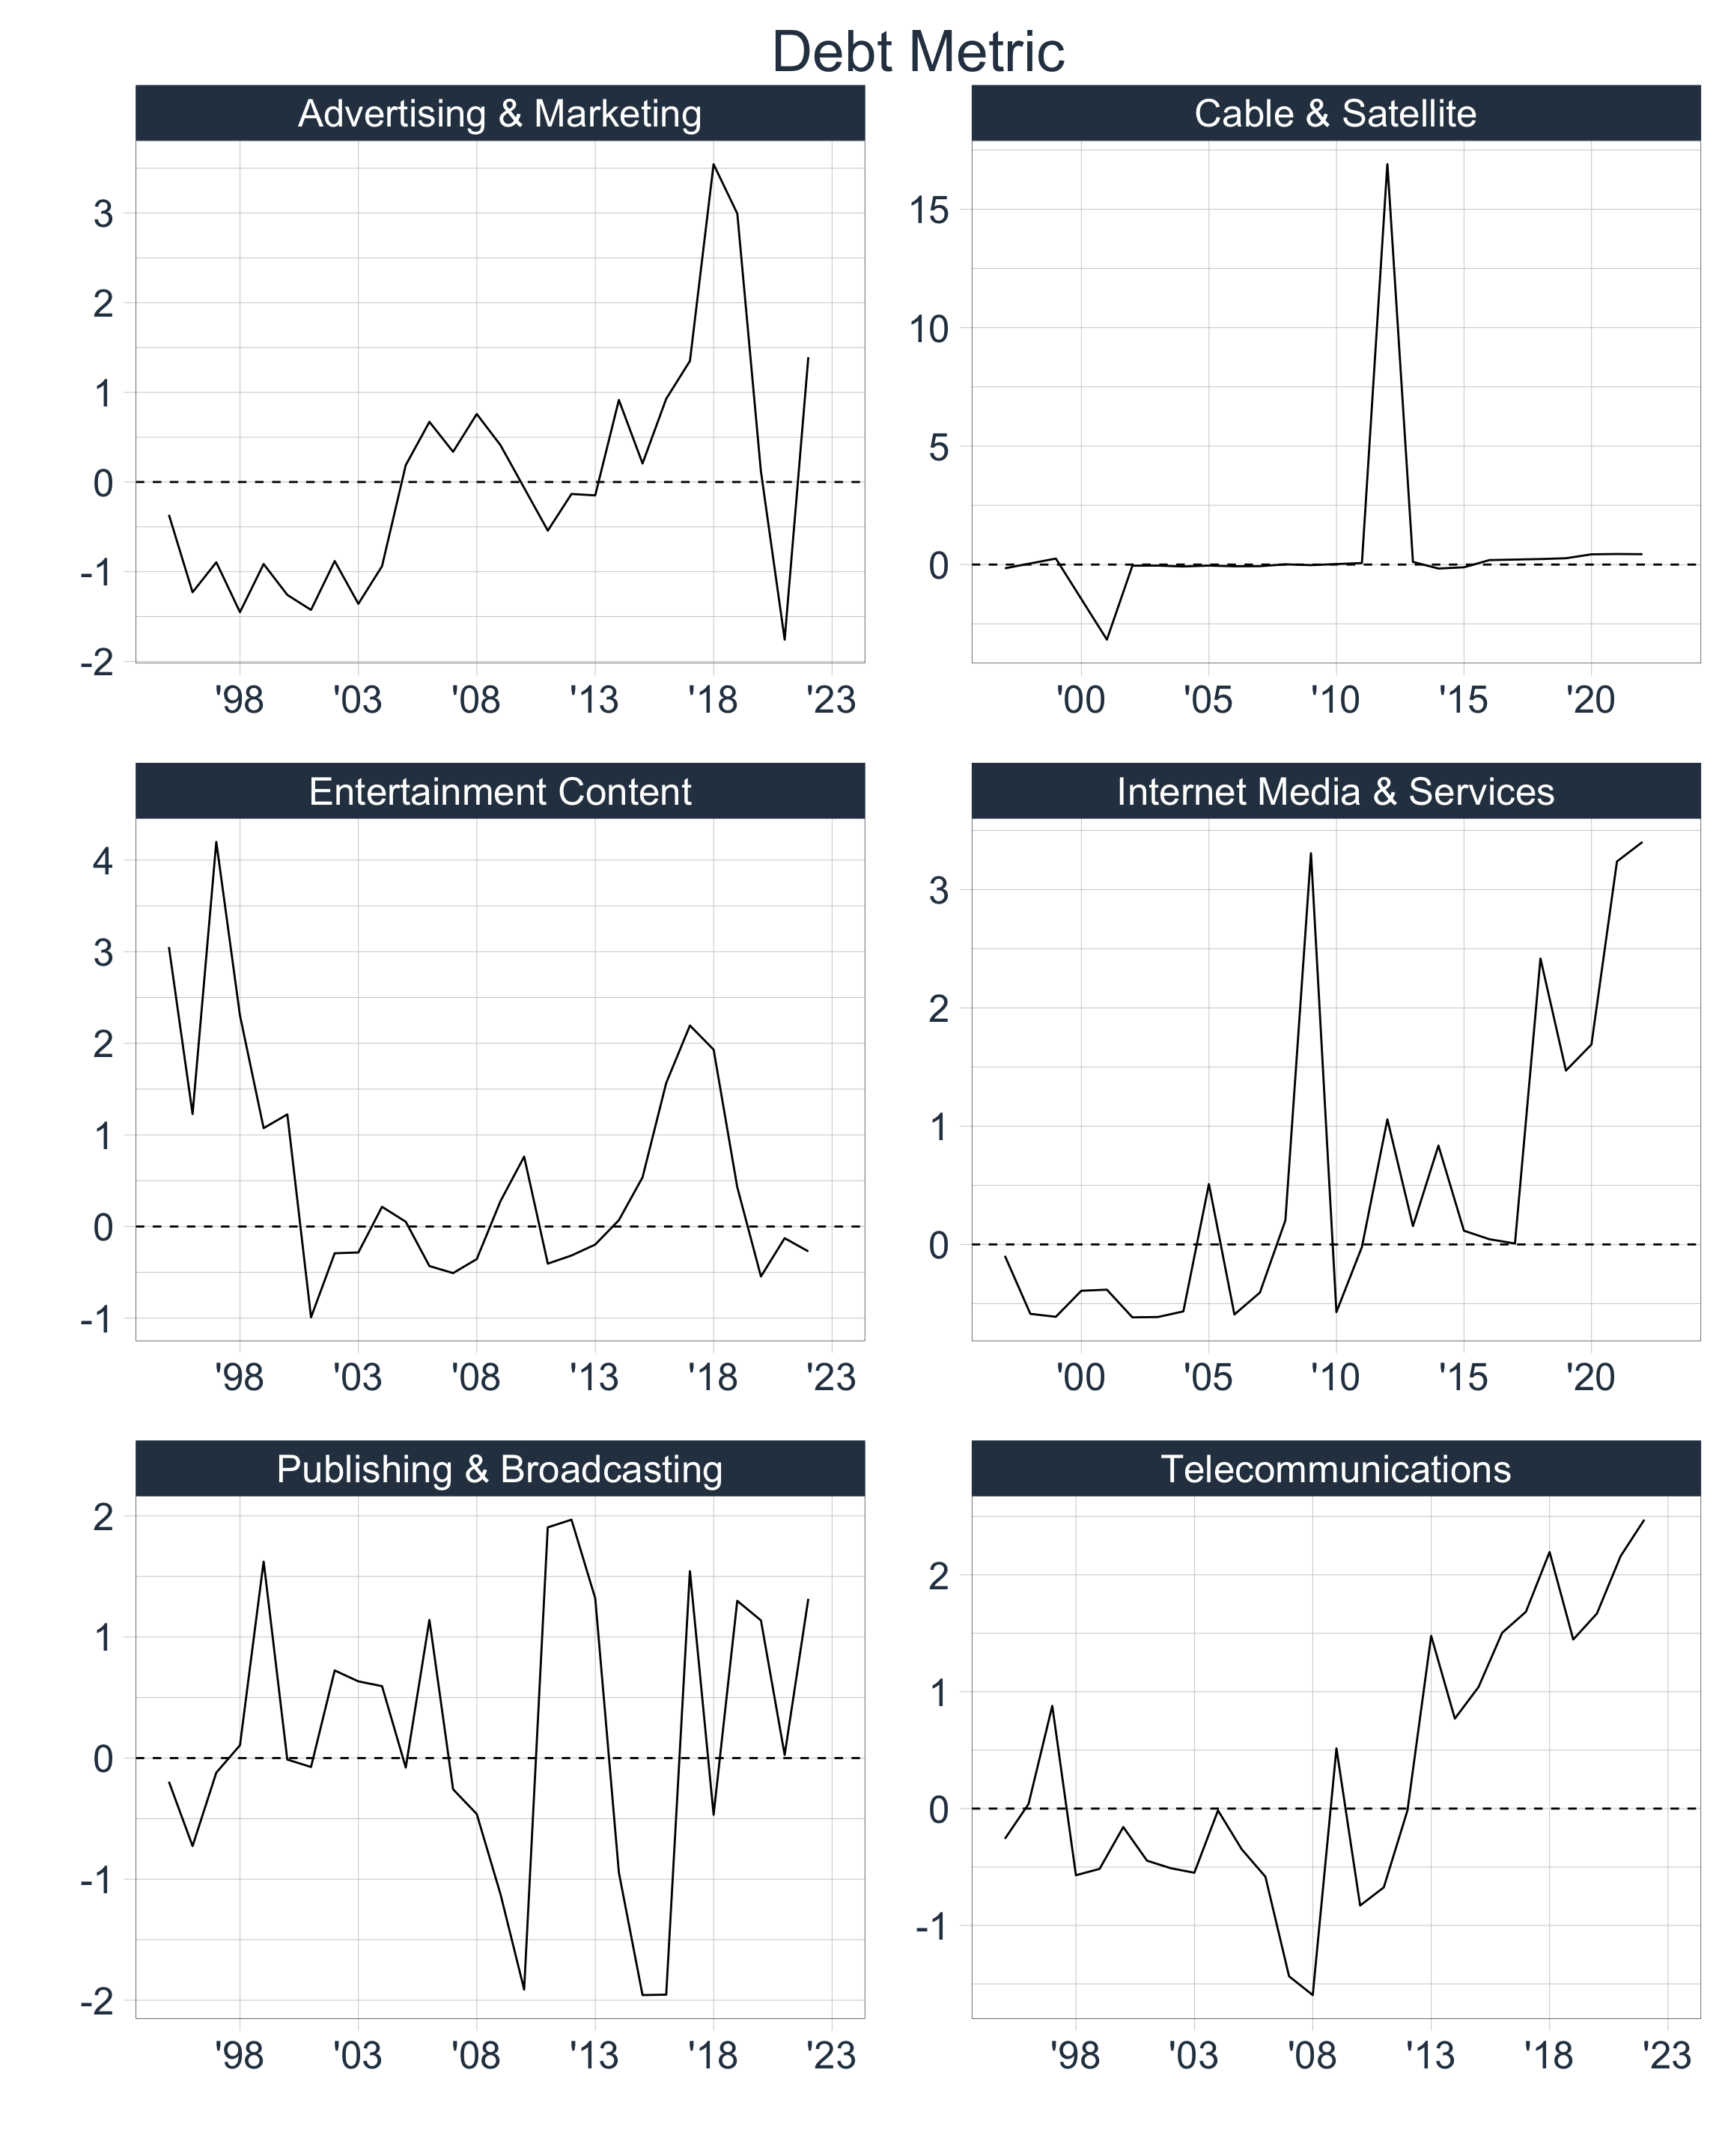 Debt Metric
Advertising & Marketing
3
2
1
0
-1
-2
'98 '03 '08 '13 '18 '23
Cable & Satellite
15
10
5
0
'00 '05 '10 '15 '20
Entertainment Content
4
3
2
1
0
-1
'98 '03 '08 '13 '18 '23
Internet Media & Services
3
2
1
0
'00 '05 '10 '15 '20
Publishing & Broadcasting
2
1
0
-1
-2
'98 '03 '08 '13 '18 '23
Telecommunications
2
1
0
-1
'98 '03 '08 '13 '18 '23